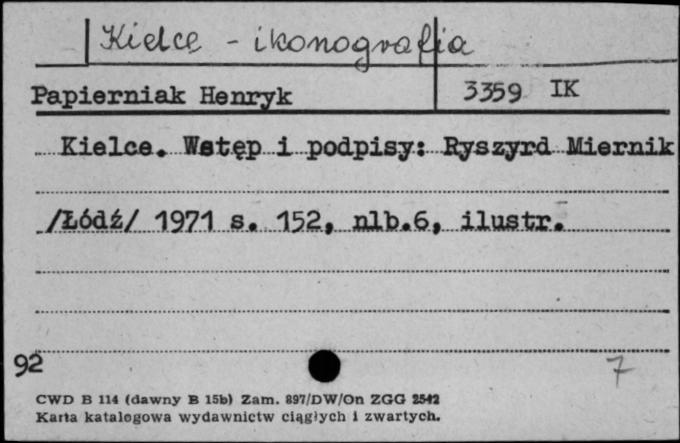 Kielce - ikonografia
Papierniak Henryk 3359 IK
Kielce. Wstęp i podpisy: Ryszyrd Miernik
/Łódź/ 1971 s. 152, nlb.6, ilustr.
92 7
CWD B 114 (dawny B 15b) Zam. 897/DW/On ZGG 2542
Karta katalogowa wydawnictw ciągłych i zwartych.